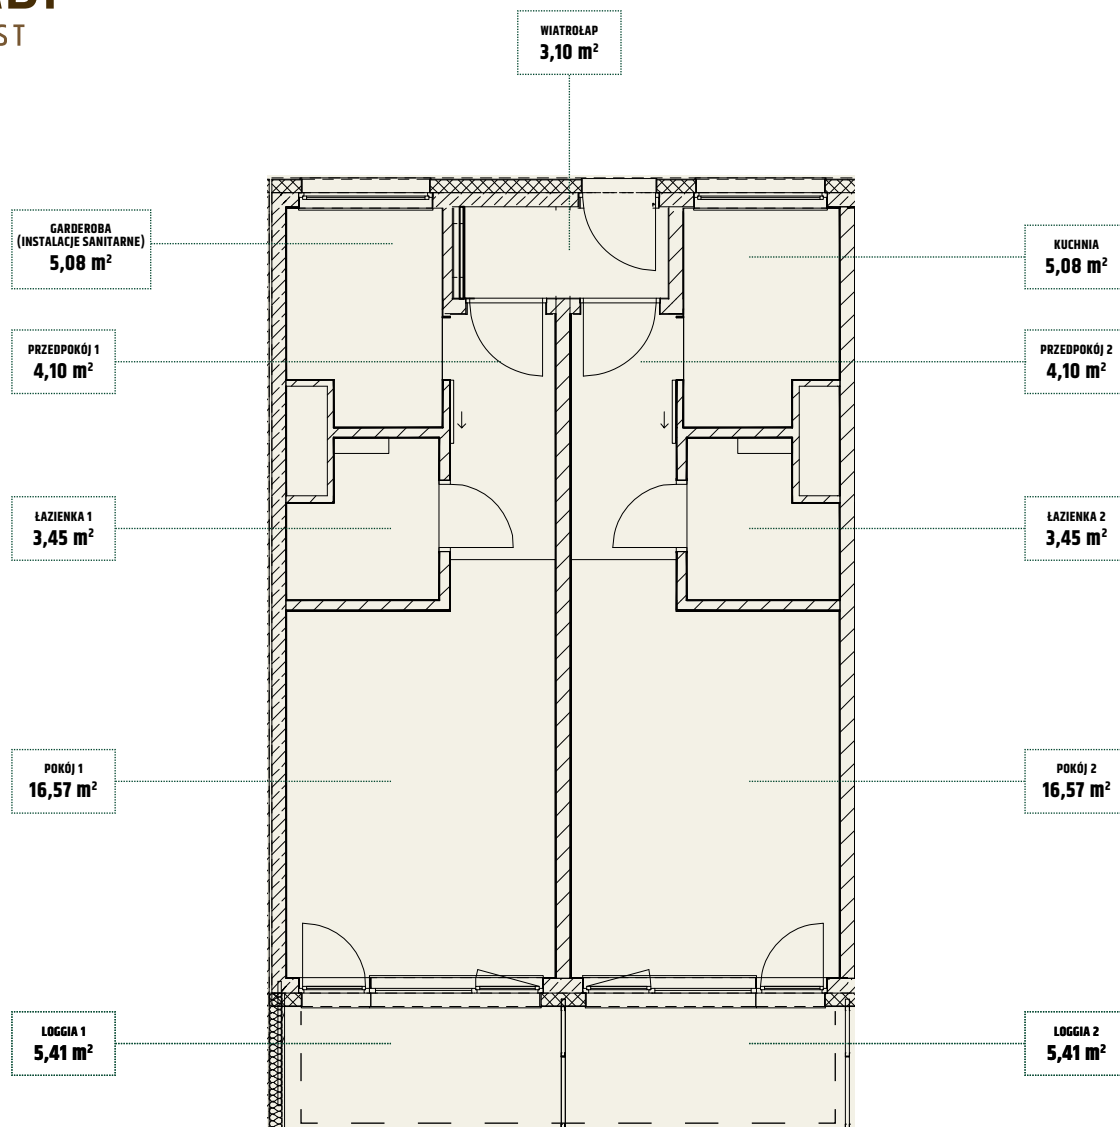 ST
WIATROŁAP
3,10 m²
GARDEROBA
(INSTALACJE SANITARNE)
5,08 m²
KUCHNIA
5,08 m²
PRZEDPOKÓJ 1
4,10 m²
PRZEDPOKÓJ 2
4,10 m²
ŁAZIENKA 1
3,45 m²
ŁAZIENKA 2
3,45 m²
POKÓJ 1
16,57 m²
POKÓJ 2
16,57 m²
LOGGIA 1
5,41 m²
LOGGIA 2
5,41 m²